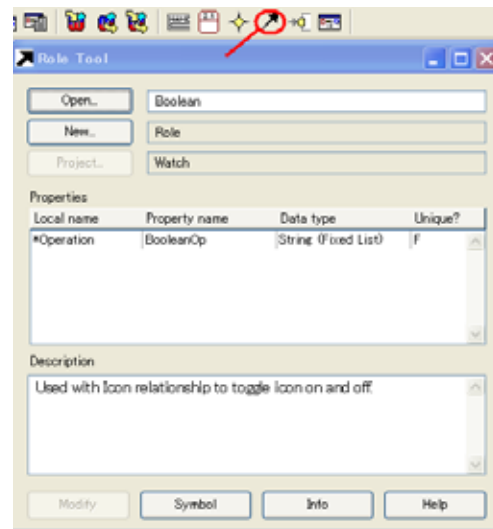 Role Tool
Open... Boolean
New... Role
Project... Watch
Properties
Local name Property name Data type Unique?
*Operation BooleanOp String (Fixed List) F
Description
Used with Icon relationship to toggle icon on and off.
Modify Symbol Info Help